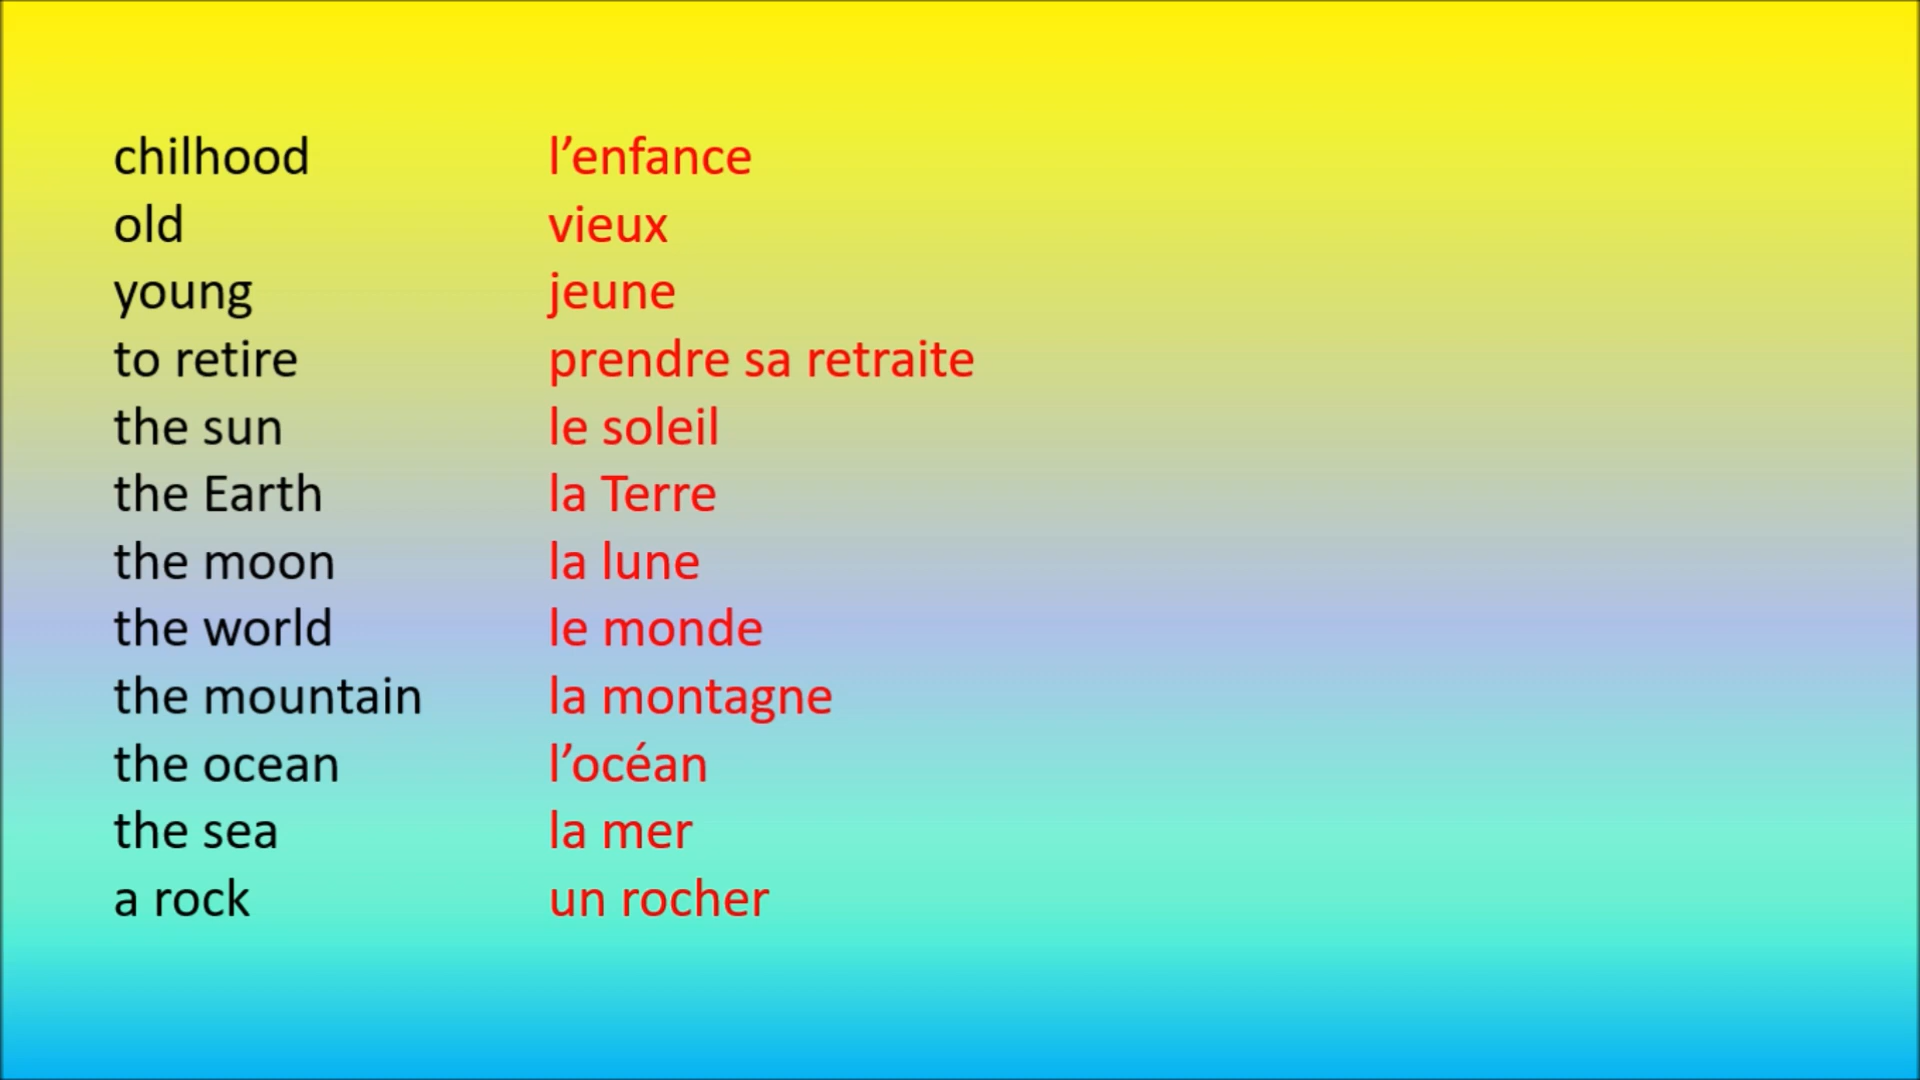 chilhood l’enfance
old vieux
young jeune
to retire prendre sa retraite
the sun le soleil
the Earth la Terre
the moon la lune
the world le monde
the mountain la montagne
the ocean l’océan
the sea la mer
a rock un rocher